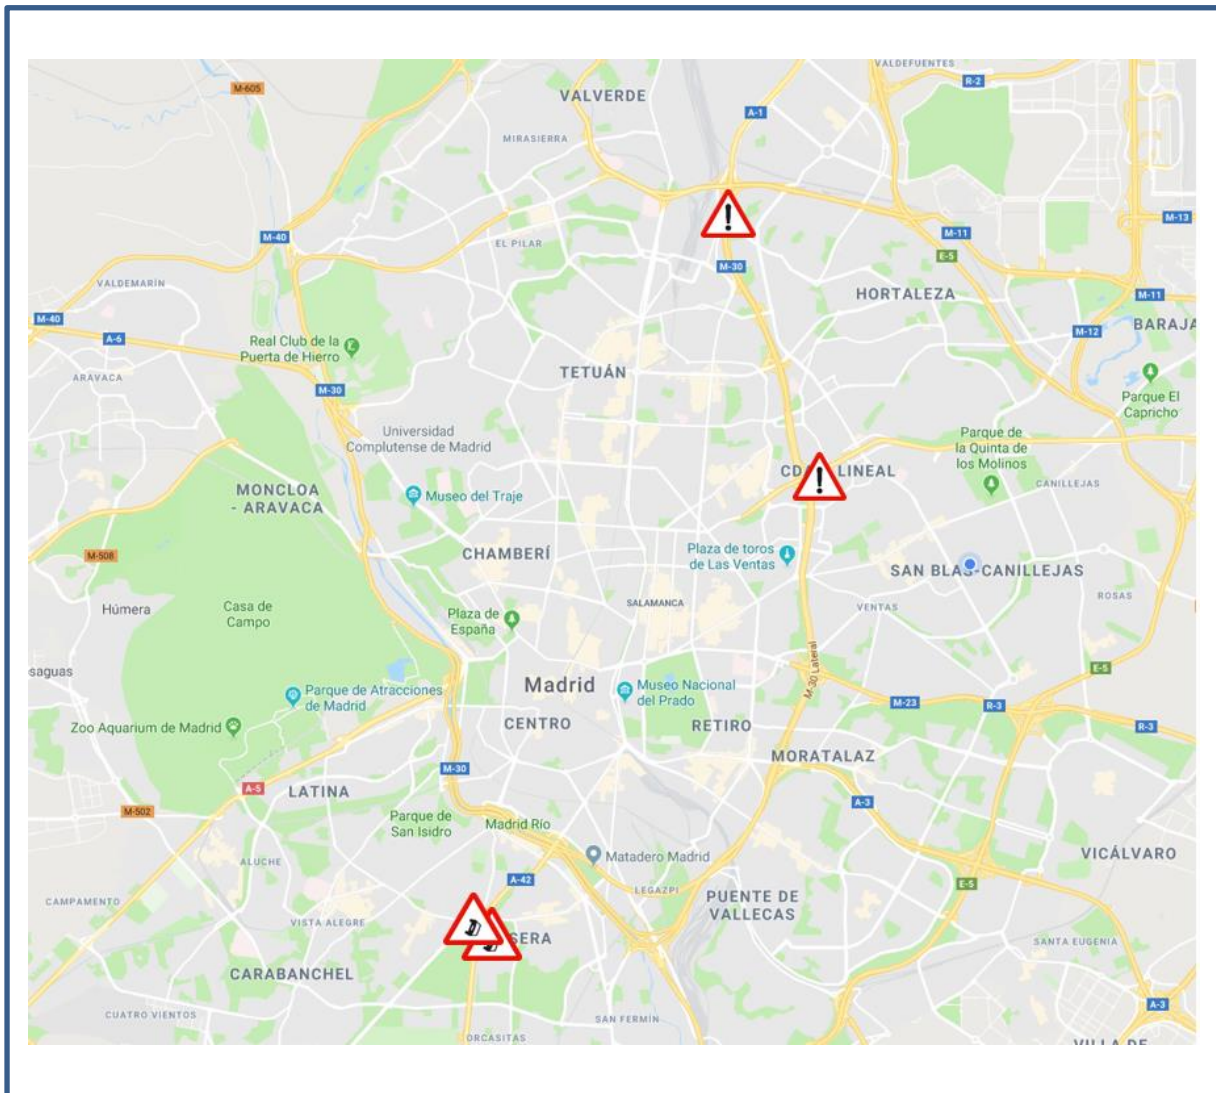 VALDEFUENTES
M-605
R-2
VALVERDE
A-1
MIRASIERRA
M-13
M-40
M-11
EL PILAR
E-5
M-30
VALDEMARÍN
HORTALEZA
M-11
M-40
M-12
BARAJA
A-6
Real Club de la
Puerta de Hierro
ARAVACA
TETUÁN
M-30
Parque El
Capricho
Universidad
Complutense de Madrid
Parque de
la Quinta de
los Molinos
CD
LINEAL
CANILLEJAS
MONCLOA
- ARAVACA
Museo del Traje
M-508
CHAMBERÍ
Plaza de toros
de Las Ventas
SAN BLAS-CANILLEJAS
Húmera
Casa de
Campo
Plaza de
España
SALAMANCA
VENTAS
ROSAS
saguas
M-30 Lateral
E-5
Parque de Atracciones
de Madrid
Madrid
Museo Nacional
del Prado
M-23
R-3
Zoo Aquarium de Madrid
CENTRO
RETIRO
R-3
MORATALAZ
M-30
A-5
LATINA
M-502
Parque de
San Isidro
Madrid Río
A-3
ALUCHE
Matadero Madrid
VICÁLVARO
A-42
LEGAZPI
E-5
CAMPAMENTO
PUENTE DE
VALLECAS
VISTA ALEGRE
SERA
SANTA EUGENIA
CARABANCHEL
A-3
CUATRO VIENTOS
SAN FERMÍN
ORCASITAS
VILLA DE